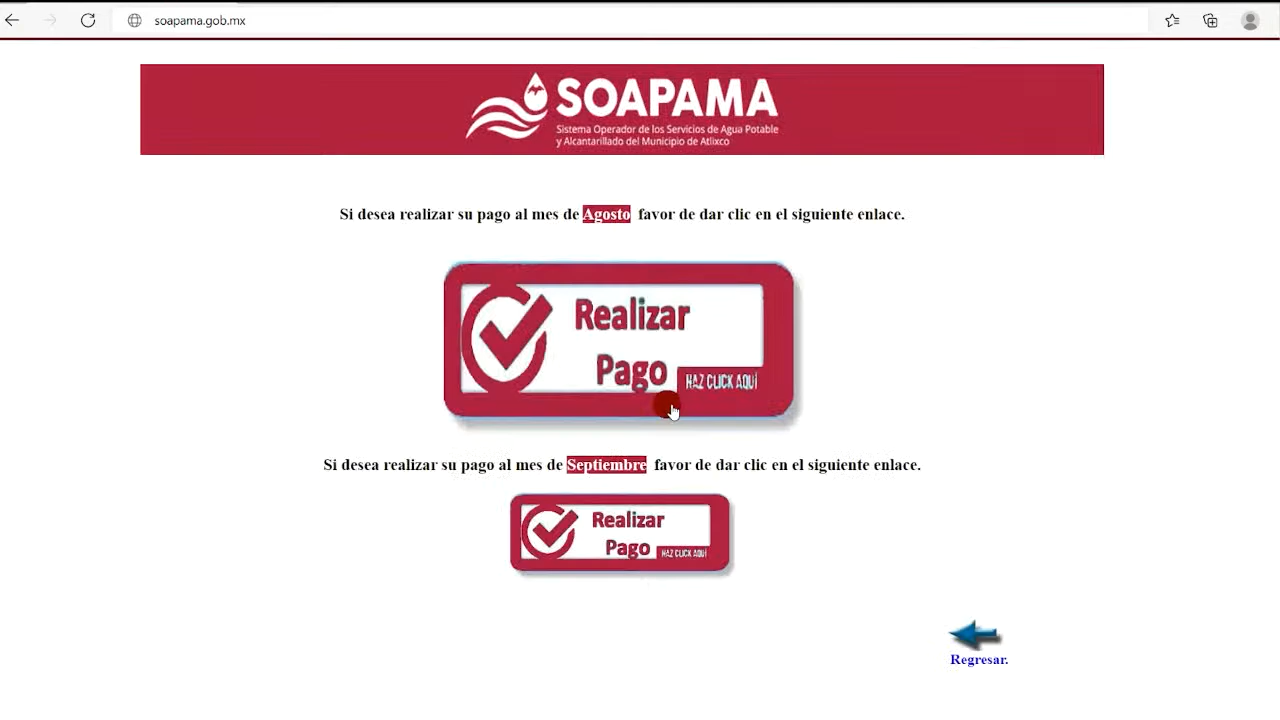 soapama.gob.mx
SOAPAMA
Sistema Operador de los Servicios de Agua Potable
y Alcantarillado del Municipio de Atlixco
Si desea realizar su pago al mes de Agosto favor de dar clic en el siguiente enlace.
Realizar
Pago
HAZ CLICK AQUÍ
Si desea realizar su pago al mes de Septiembre favor de dar clic en el siguiente enlace.
Realizar
Pago
HAZ CLICK AQUÍ
Regresar.